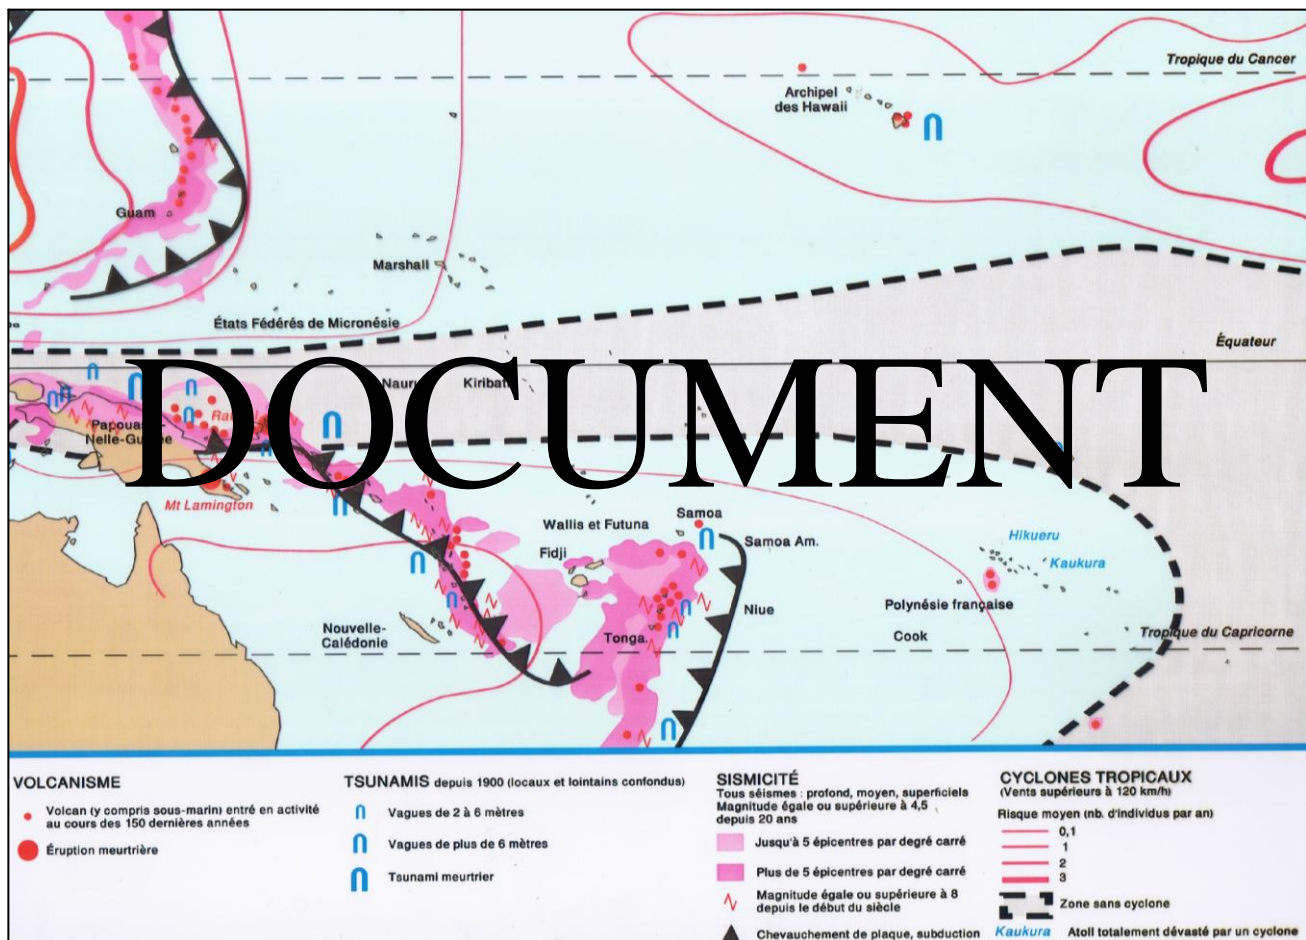 Tropique du Cancer
Archipel
des Hawaii
Guam
Marshall
États Fédérés de Micronésie
Équateur
DOCUMENT
Kiribati
Nelle-Guinée
Mt Lamington
Wallis et Futuna
Samoa
Samoa Am.
Fidji
Hikueru
Kaukura
Niue
Polynésie française
Nouvelle-
Calédonie
Tonga
Cook
Tropique du Capricorne
VOLCANISME
Volcan (y compris sous-marin) entré en activité
au cours des 150 dernières années
Éruption meurtrière
TSUNAMIS depuis 1900 (locaux et lointains confondus)
Vagues de 2 à 6 mètres
Vagues de plus de 6 mètres
Tsunami meurtrier
SISMICITÉ
Tous séismes : profond, moyen, superficiels
Magnitude égale ou supérieure à 4,5
depuis 20 ans
Jusqu'à 5 épicentres par degré carré
Plus de 5 épicentres par degré carré
Magnitude égale ou supérieure à 8
depuis le début du siècle
Chevauchement de plaque, subduction
CYCLONES TROPICAUX
(Vents supérieurs à 120 km/h)
Risque moyen (nb. d'individus par an)
0,1
1
2
3
Zone sans cyclone
Kaukura Atoll totalement dévasté par un cyclone